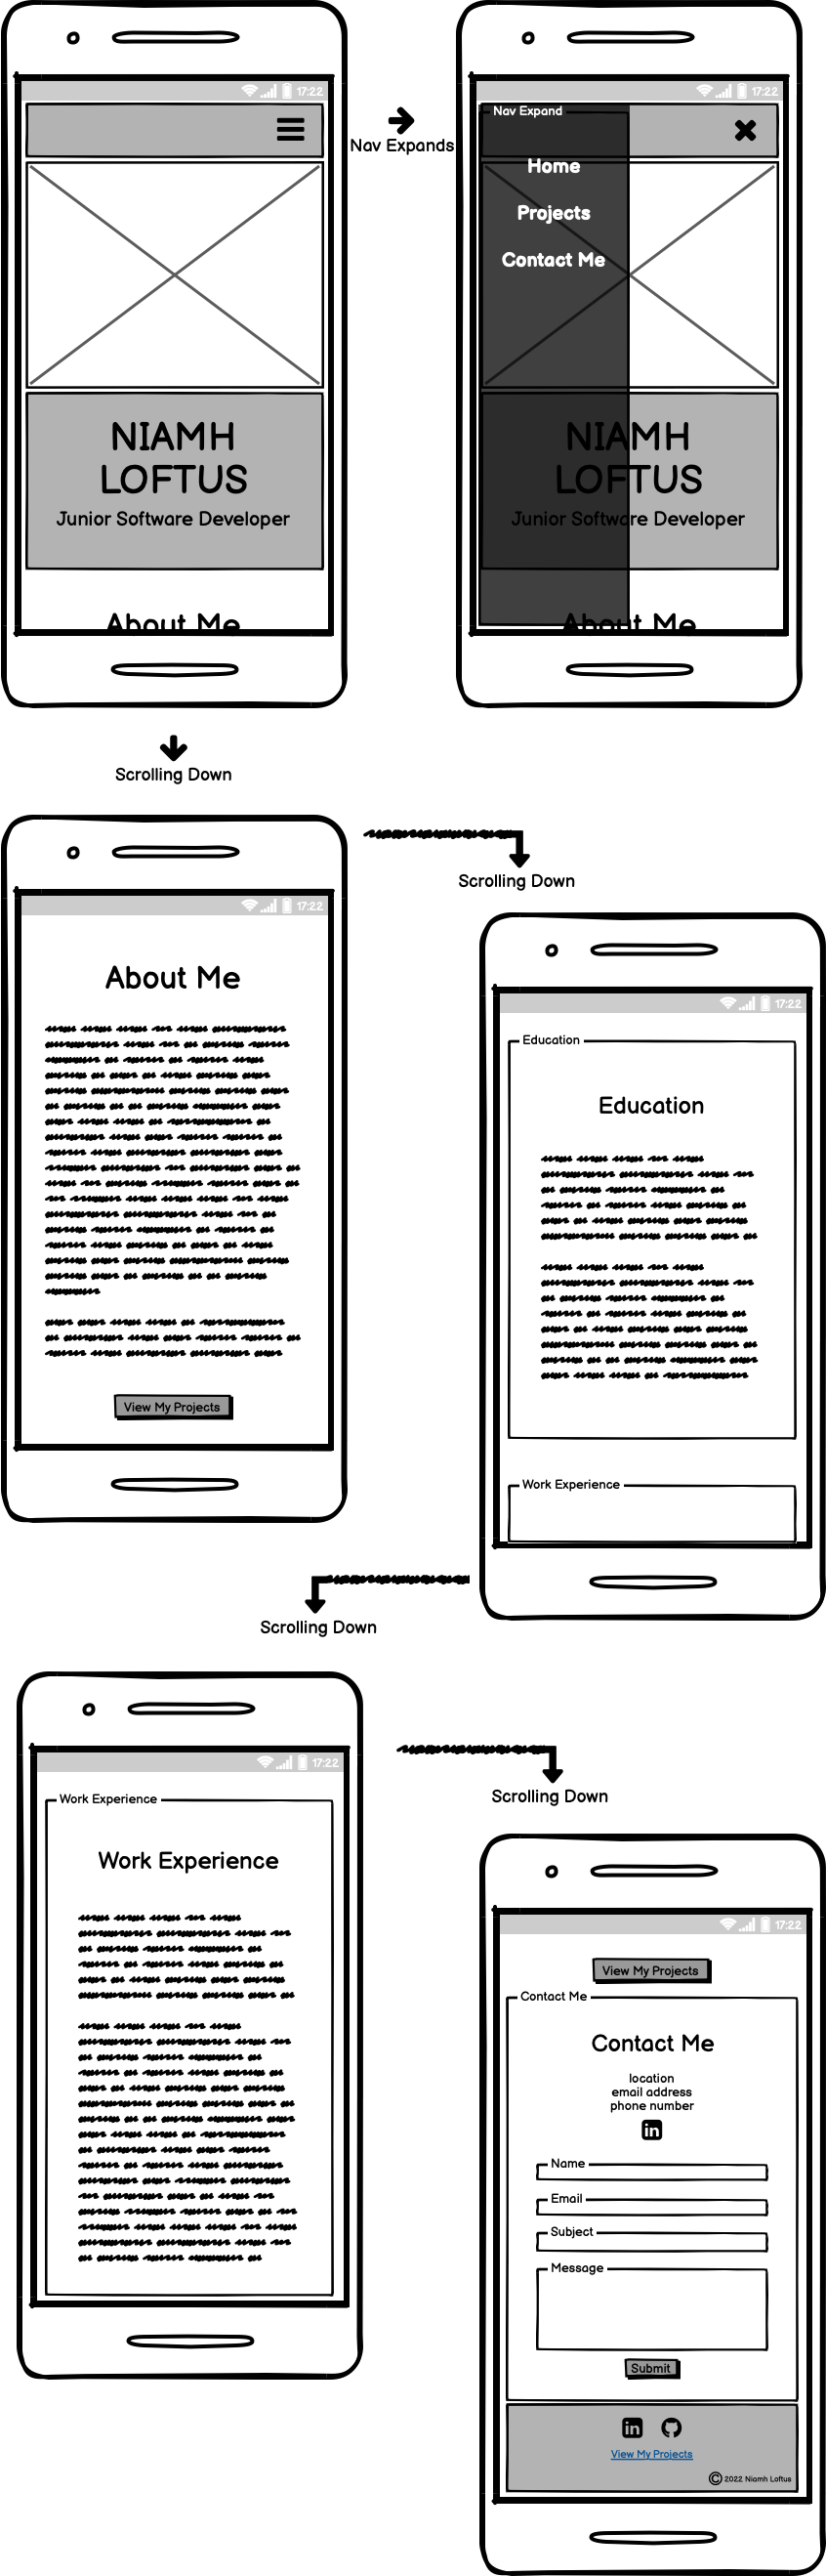 17:22
NIAMH
LOFTUS
Junior Software Developer
About Me
Nav Expands
17:22
Nav Expand
Home
Projects
Contact Me
NIAMH
LOFTUS
Junior Software Developer
About Me
Scrolling Down
17:22
About Me
View My Projects
Scrolling Down
17:22
Education
Education
Work Experience
Scrolling Down
17:22
Work Experience
Work Experience
Scrolling Down
17:22
View My Projects
Contact Me
Contact Me
location
email address
phone number
in
Name
Email
Subject
Message
Submit
in
View My Projects
© 2022 Niamh Loftus